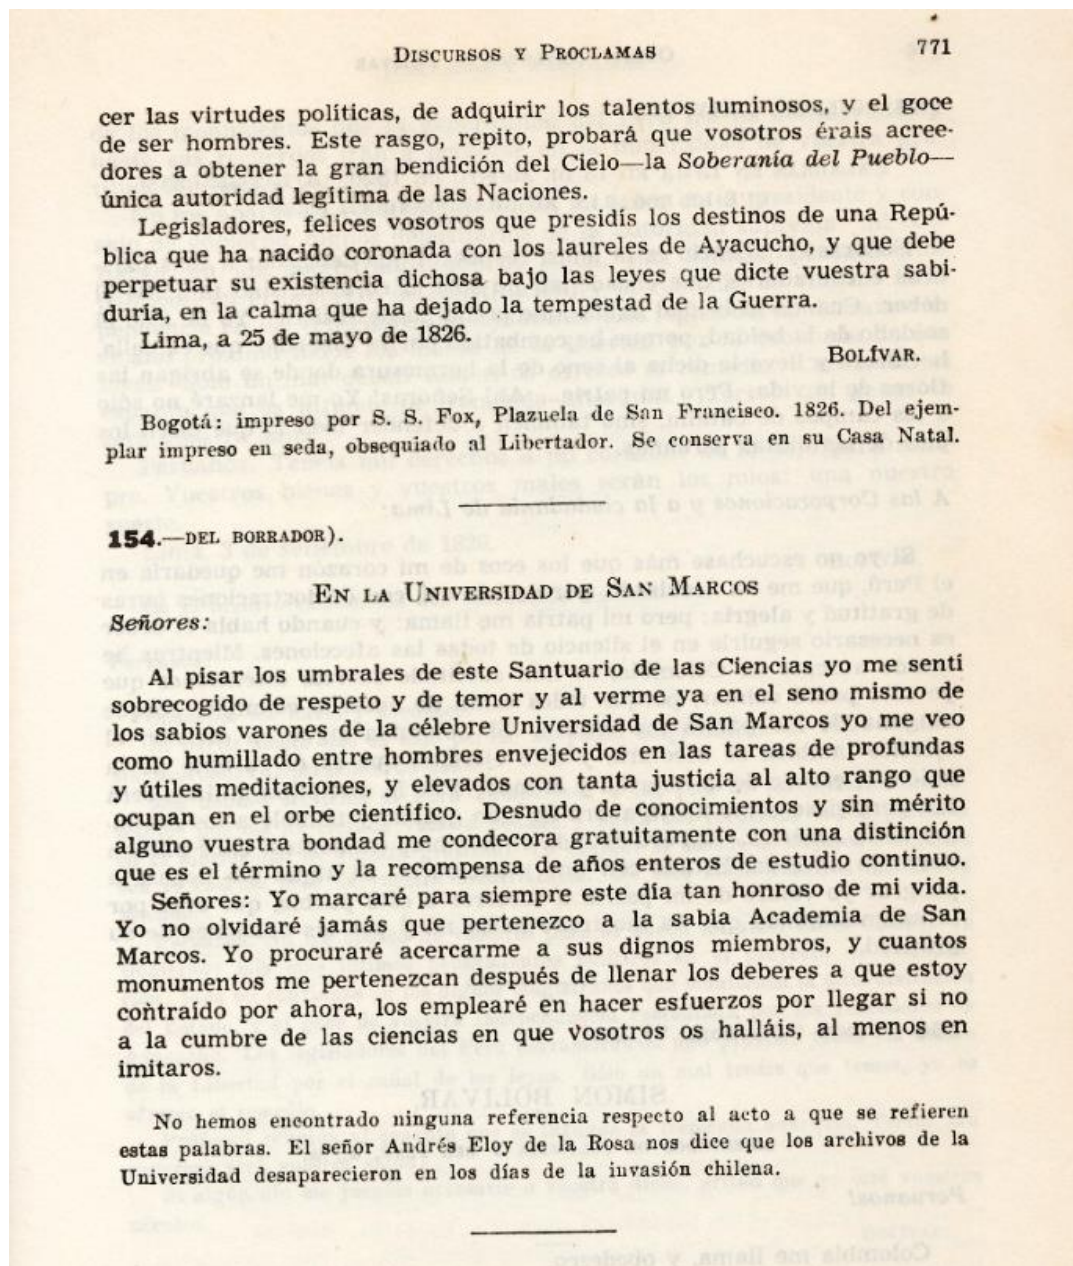 DISCURSOS Y PROCLAMAS 771
cer las virtudes políticas, de adquirir los talentos luminosos, y el goce
de ser hombres. Este rasgo, repito, probará que vosotros érais acree-
dores a obtener la gran bendición del Cielo—la Soberanía del Pueblo—
única autoridad legítima de las Naciones.
Legisladores, felices vosotros que presidís los destinos de una Repú-
blica que ha nacido coronada con los laureles de Ayacucho, y que debe
perpetuar su existencia dichosa bajo las leyes que dicte vuestra sabi-
duría, en la calma que ha dejado la tempestad de la Guerra.
Lima, a 25 de mayo de 1826.
BOLÍVAR.
Bogotá: impreso por S. S. Fox, Plazuela de San Francisco. 1826. Del ejem-
plar impreso en seda, obsequiado al Libertador. Se conserva en su Casa Natal.
154.—DEL BORRADOR).
EN LA UNIVERSIDAD DE SAN MARCOS
Señores:
Al pisar los umbrales de este Santuario de las Ciencias yo me sentí
sobrecogido de respeto y de temor y al verme ya en el seno mismo de
los sabios varones de la célebre Universidad de San Marcos yo me veo
como humillado entre hombres envejecidos en las tareas de profundas
y útiles meditaciones, y elevados con tanta justicia al alto rango que
ocupan en el orbe científico. Desnudo de conocimientos y sin mérito
alguno vuestra bondad me condecora gratuitamente con una distinción
que es el término y la recompensa de años enteros de estudio continuo.
Señores: Yo marcaré para siempre este día tan honroso de mi vida.
Yo no olvidaré jamás que pertenezco a la sabia Academia de San
Marcos. Yo procuraré acercarme a sus dignos miembros, y cuantos
monumentos me pertenezcan después de llenar los deberes a que estoy
contraído por ahora, los emplearé en hacer esfuerzos por llegar si no
a la cumbre de las ciencias en que vosotros os halláis, al menos en
imitaros.
No hemos encontrado ninguna referencia respecto al acto a que se refieren
estas palabras. El señor Andrés Eloy de la Rosa nos dice que los archivos de la
Universidad desaparecieron en los días de la invasión chilena.